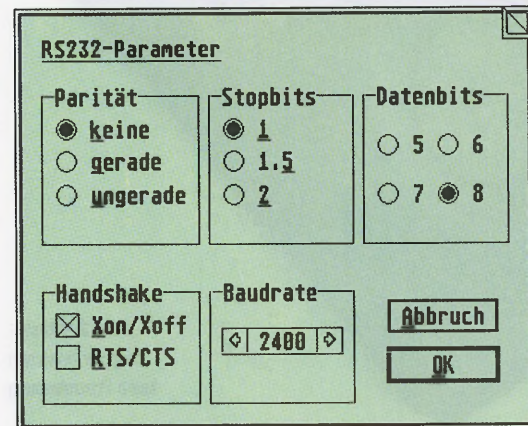 RS232-Parameter
Parität
keine
gerade
ungerade
Stopbits
1
1.5
2
Datenbits
5 6
7 8
Handshake
Xon/Xoff
RTS/CTS
Baudrate
2400
Abbruch
OK